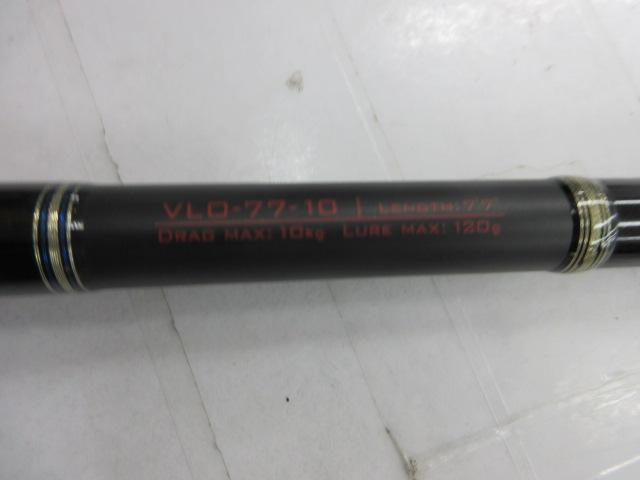 VLO-77-10 | LENGTH: 7'7"
DRAG MAX: 10kg LURE MAX: 120g